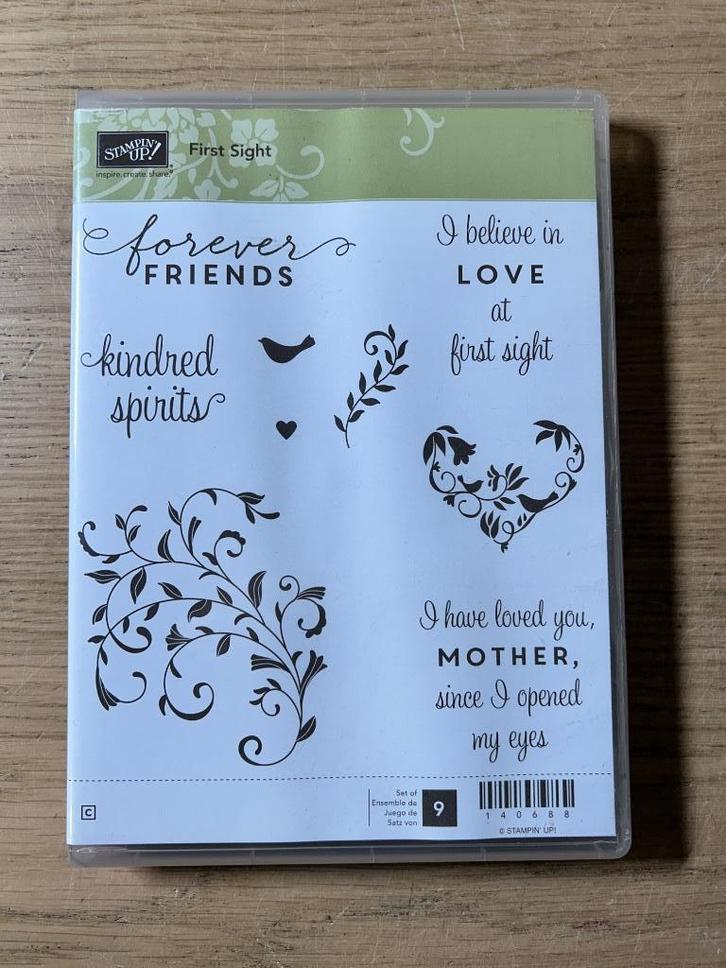 STAMPIN' UP!
inspire.create.share.®
First Sight
forever
FRIENDS
I believe in
LOVE
at
first sight
kindred
spirits
I have loved you,
MOTHER,
since I opened
my eyes
C
Set of
Ensemble de
Juego de
Satz von
9
140688
© STAMPIN' UP!